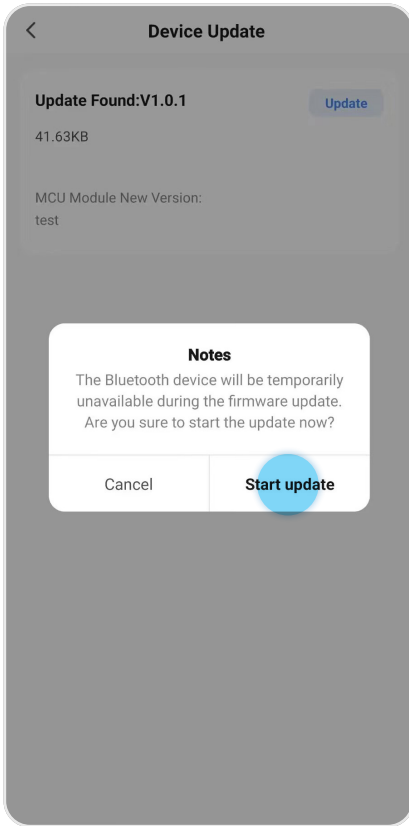 Device Update
Update Found:V1.0.1
Update
41.63KB
MCU Module New Version:
test
Notes
The Bluetooth device will be temporarily
unavailable during the firmware update.
Are you sure to start the update now?
Cancel
Start update